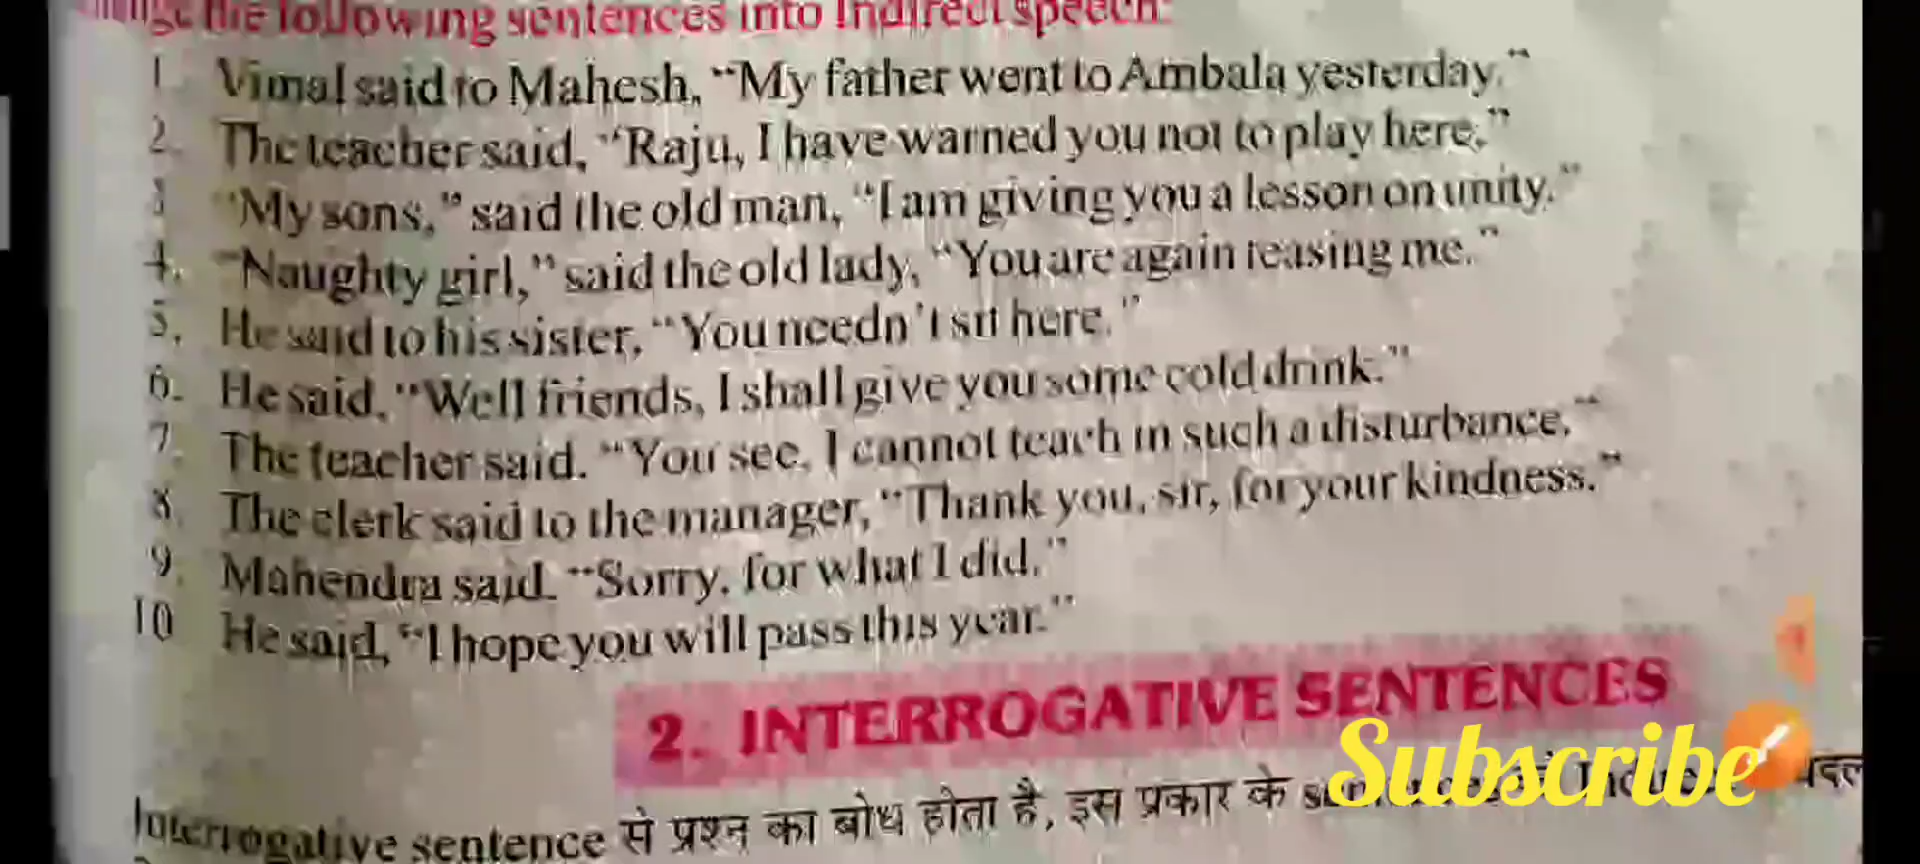 Change the following sentences into Indirect speech:
1. Vimal said to Mahesh, "My father went to Ambala yesterday."
2. The teacher said, "Raju, I have warned you not to play here."
3. "My sons," said the old man, "I am giving you a lesson on unity."
4. "Naughty girl," said the old lady, "You are again teasing me."
5. He said to his sister, "You needn't sit here."
6. He said, "Well friends, I shall give you some cold drink."
7. The teacher said, "You see, I cannot teach in such a disturbance."
8. The clerk said to the manager, "Thank you, sir, for your kindness."
9. Mahendra said, "Sorry, for what I did."
10 He said, "I hope you will pass this year."
2. INTERROGATIVE SENTENCES
Subscribe
Interrogative sentence से प्रश्न का बोध होता है, इस प्रकार के